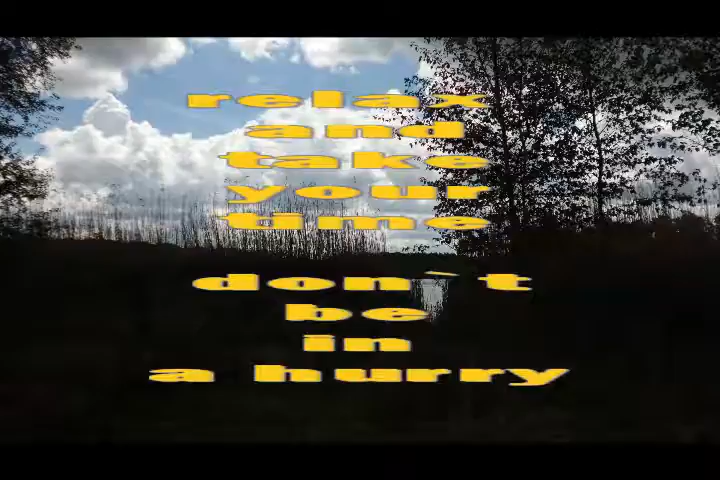 relax
and
take
your
time
don`t
be
in
a hurry